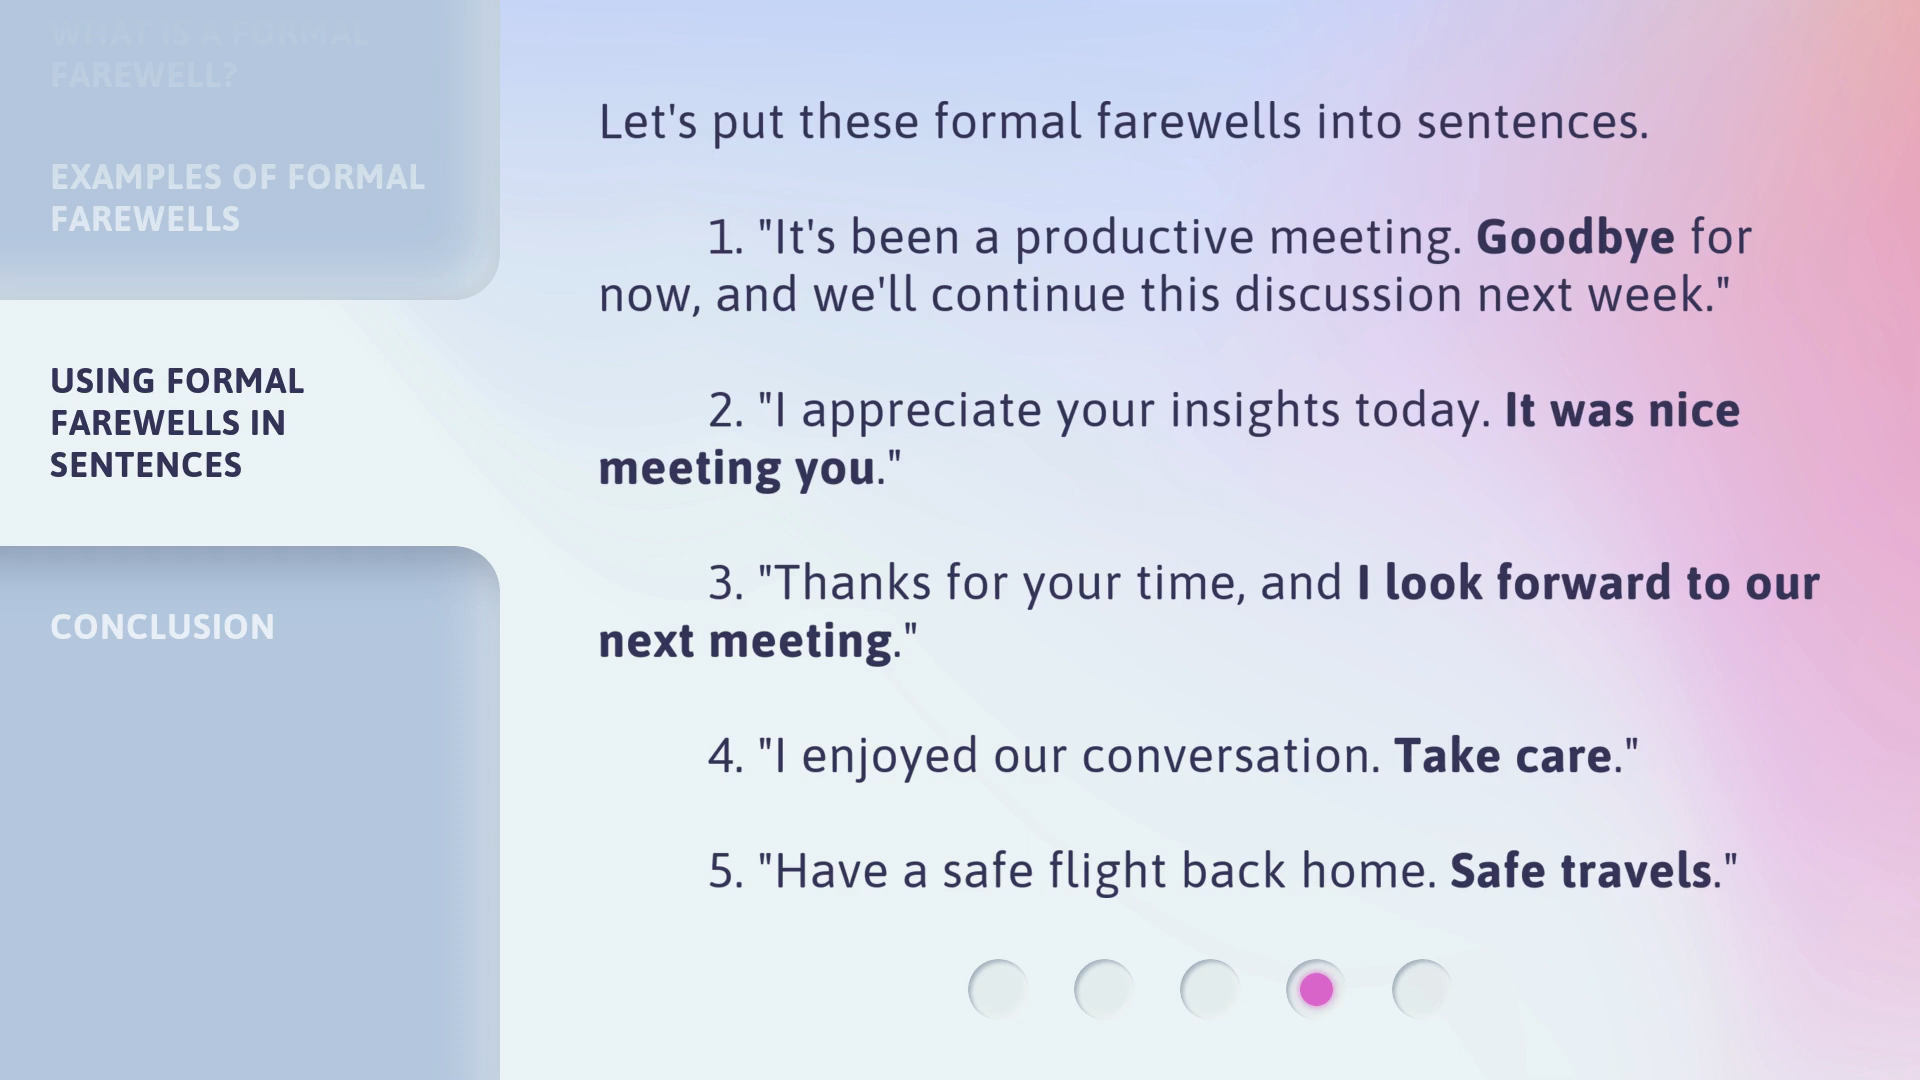 WHAT IS A FORMAL
FAREWELL?
EXAMPLES OF FORMAL
FAREWELLS
USING FORMAL
FAREWELLS IN
SENTENCES
CONCLUSION
Let's put these formal farewells into sentences.
1. "It's been a productive meeting. Goodbye for
now, and we'll continue this discussion next week."
2. "I appreciate your insights today. It was nice
meeting you."
3. "Thanks for your time, and I look forward to our
next meeting."
4. "I enjoyed our conversation. Take care."
5. "Have a safe flight back home. Safe travels."